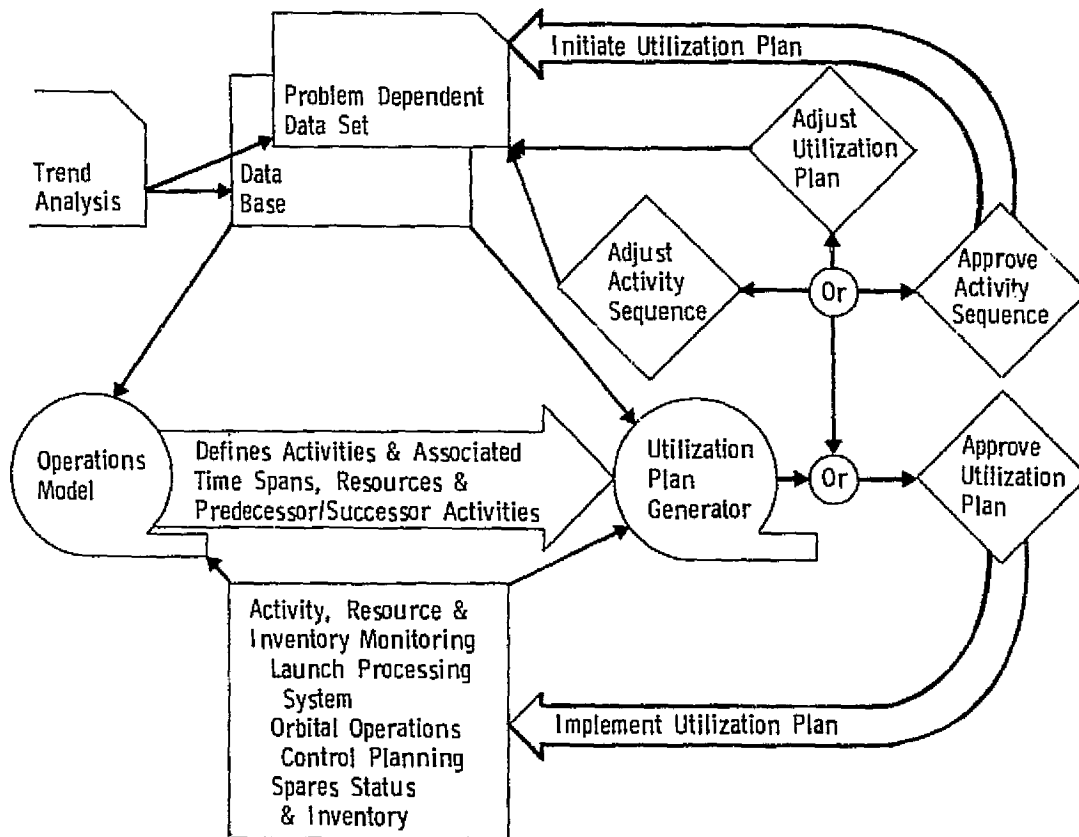 Initiate Utilization Plan
Problem Dependent
Data Set
Trend
Analysis
Data
Base
Adjust
Utilization
Plan
Adjust
Activity
Sequence
Or
Approve
Activity
Sequence
Operations
Model
Defines Activities & Associated
Time Spans, Resources &
Predecessor/Successor Activities
Utilization
Plan
Generator
Or
Approve
Utilization
Plan
Activity, Resource &
Inventory Monitoring
Launch Processing
System
Orbital Operations
Control Planning
Spares Status
& Inventory
Implement Utilization Plan